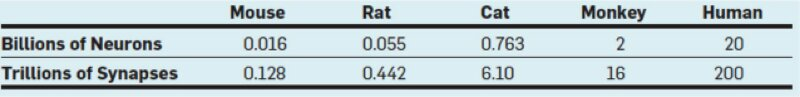 Mouse Rat Cat Monkey Human
Billions of Neurons 0.016 0.055 0.763 2 20
Trillions of Synapses 0.128 0.442 6.10 16 200